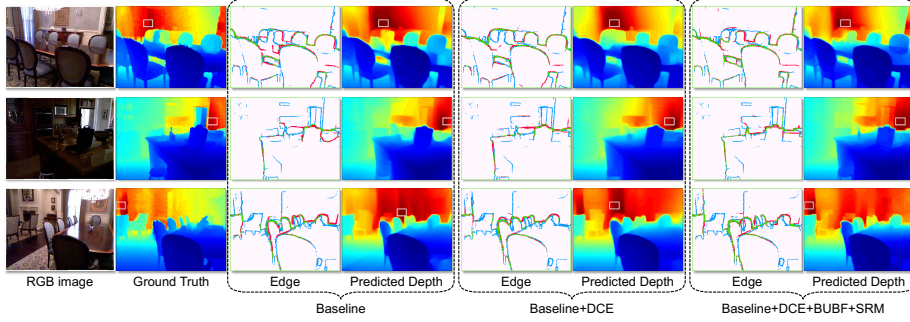 RGB image Ground Truth Edge Predicted Depth Edge Predicted Depth Edge Predicted Depth
Baseline Baseline+DCE Baseline+DCE+BUBF+SRM